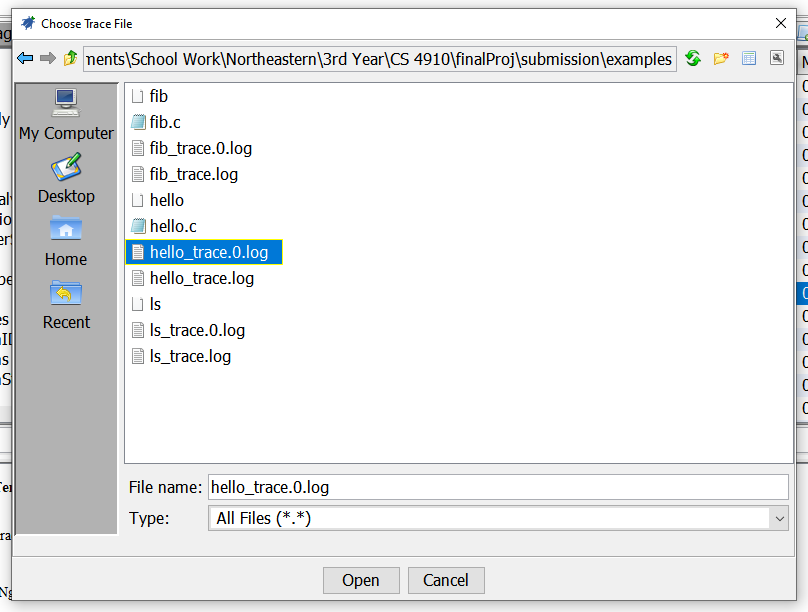 Choose Trace File
ments\School Work\Northeastern\3rd Year\CS 4910\finalProj\submission\examples
My Computer
Desktop
Home
Recent
fib
fib.c
fib_trace.0.log
fib_trace.log
hello
hello.c
hello_trace.0.log
hello_trace.log
ls
ls_trace.0.log
ls_trace.log
File name: hello_trace.0.log
Type: All Files (*.*)
Open Cancel